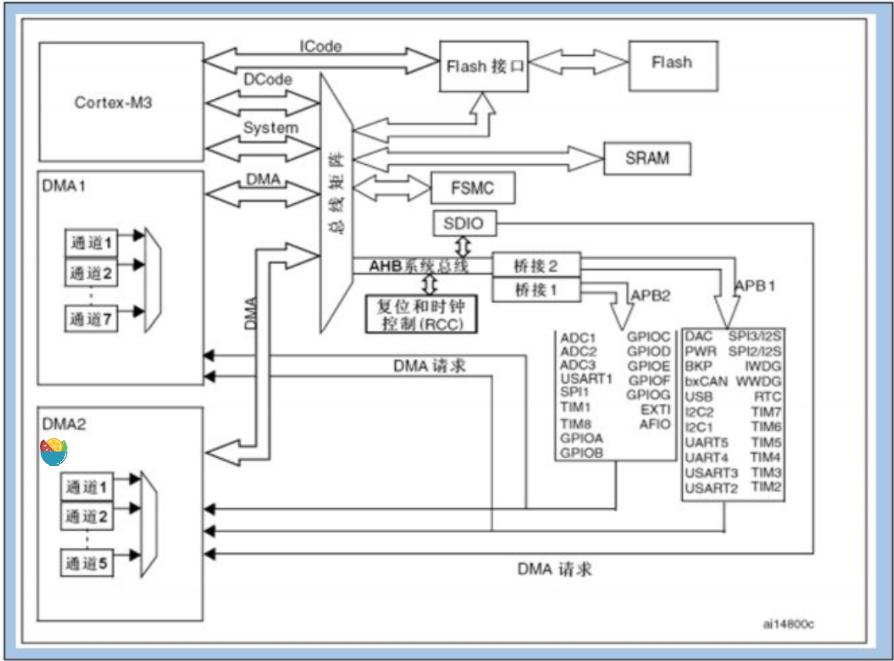 ICode
Cortex-M3
DCode
System
Flash 接口
Flash
总线矩阵
SRAM
FSMC
DMA1
DMA
通道1
通道2
通道7
SDIO
AHB系统总线
桥接2
桥接1
复位和时钟
控制(RCC)
APB2
APB1
DMA
DMA 请求
ADC1 GPIOC
ADC2 GPIOD
ADC3 GPIOE
USART1 GPIOF
SPI1 GPIOG
TIM1 EXTI
TIM8 AFIO
GPIOA
GPIOB
DAC SPI3/I2S
PWR SPI2/I2S
BKP IWDG
bxCAN WWDG
USB RTC
I2C2 TIM7
I2C1 TIM6
UART5 TIM5
UART4 TIM4
USART3 TIM3
USART2 TIM2
DMA2
通道1
通道2
通道5
DMA 请求
ai14800c